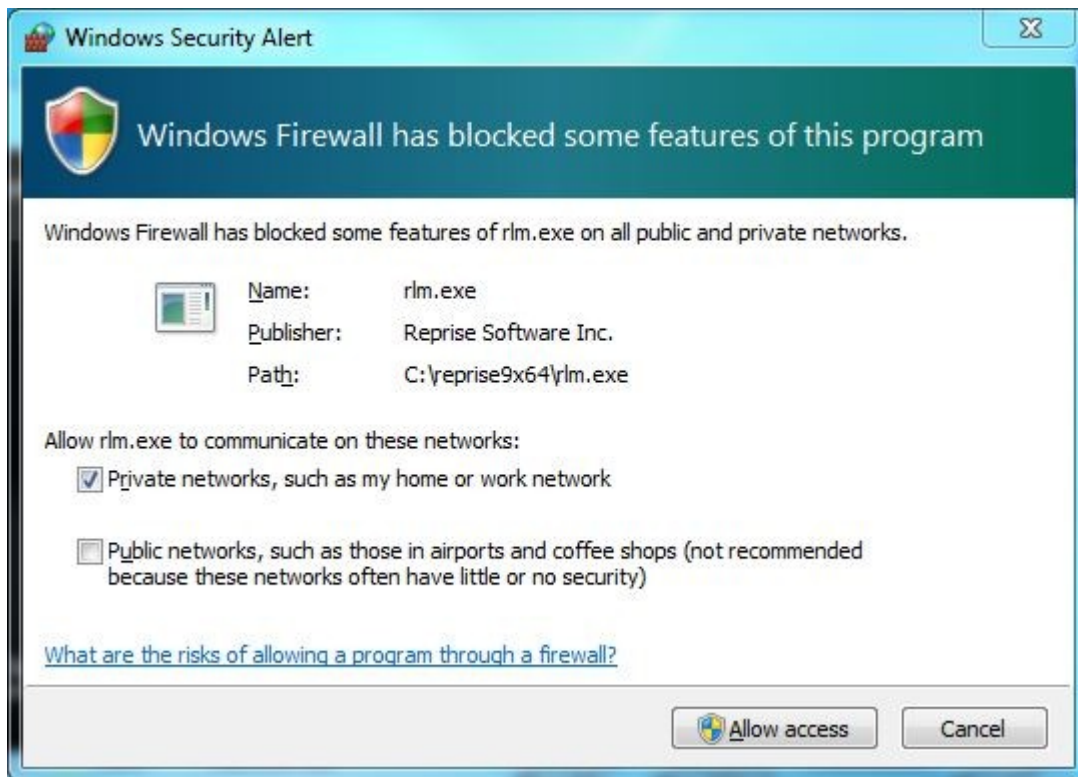 Windows Security Alert
Windows Firewall has blocked some features of this program
Windows Firewall has blocked some features of rlm.exe on all public and private networks.
Name: rlm.exe
Publisher: Reprise Software Inc.
Path: C:\reprise9x64\rlm.exe
Allow rlm.exe to communicate on these networks:
Private networks, such as my home or work network
Public networks, such as those in airports and coffee shops (not recommended
because these networks often have little or no security)
What are the risks of allowing a program through a firewall?
Allow access Cancel